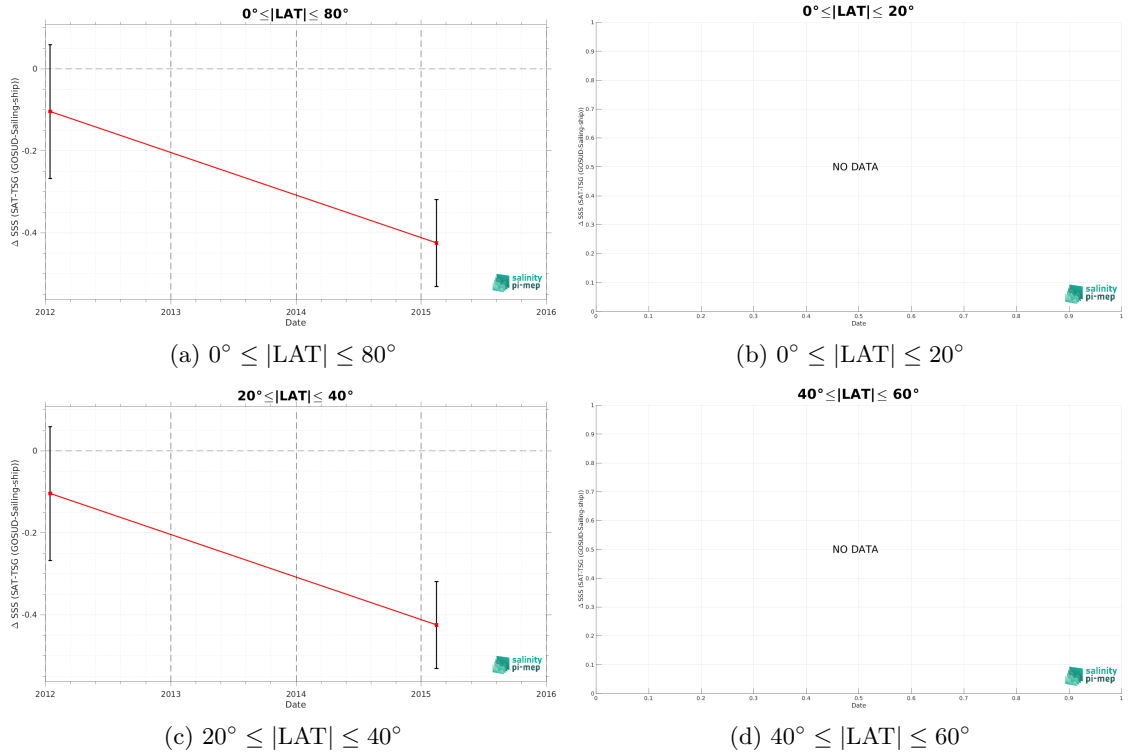 0°≤|LAT|≤ 80°
Δ SSS (SAT-TSG (GOSUD-Sailing-ship))
0
-0.2
-0.4
2012 2013 2014 2015 2016
Date
salinity
pi-mep
(a) 0° ≤ |LAT| ≤ 80°
0°≤|LAT|≤ 20°
Δ SSS (SAT-TSG (GOSUD-Sailing-ship))
1
0.9
0.8
0.7
0.6
0.5
0.4
0.3
0.2
0.1
0
NO DATA
0 0.1 0.2 0.3 0.4 0.5 0.6 0.7 0.8 0.9 1
Date
salinity
pi-mep
(b) 0° ≤ |LAT| ≤ 20°
20°≤|LAT|≤ 40°
Δ SSS (SAT-TSG (GOSUD-Sailing-ship))
0
-0.2
-0.4
2012 2013 2014 2015 2016
Date
salinity
pi-mep
(c) 20° ≤ |LAT| ≤ 40°
40°≤|LAT|≤ 60°
Δ SSS (SAT-TSG (GOSUD-Sailing-ship))
1
0.9
0.8
0.7
0.6
0.5
0.4
0.3
0.2
0.1
0
NO DATA
0 0.1 0.2 0.3 0.4 0.5 0.6 0.7 0.8 0.9 1
Date
salinity
pi-mep
(d) 40° ≤ |LAT| ≤ 60°